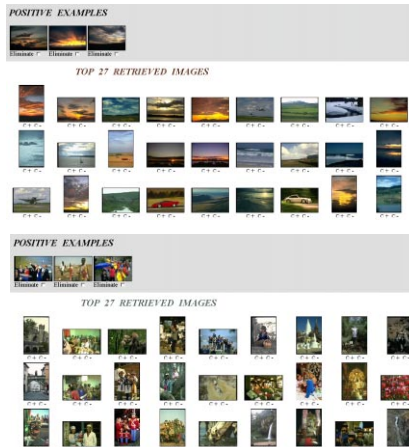 POSITIVE EXAMPLES
Eliminate Eliminate Eliminate
TOP 27 RETRIEVED IMAGES
POSITIVE EXAMPLES
Eliminate Eliminate Eliminate
TOP 27 RETRIEVED IMAGES